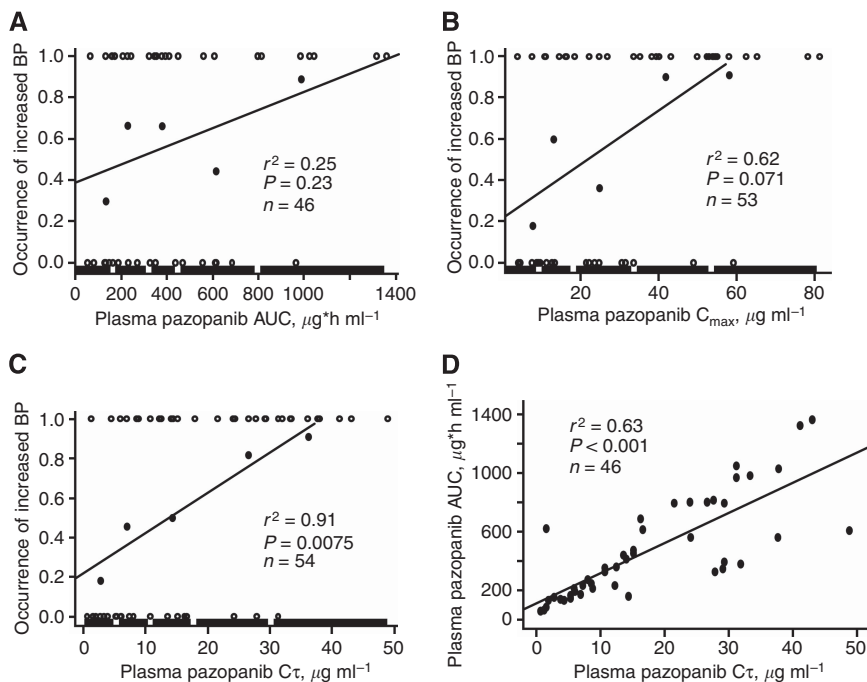 A
Occurrence of increased BP
1.0
0.8
0.6
0.4
0.2
0.0
r² = 0.25
P = 0.23
n = 46
0 200 400 600 800 1000 1400
Plasma pazopanib AUC, μg*h ml⁻¹
B
Occurrence of increased BP
1.0
0.8
0.6
0.4
0.2
0.0
r² = 0.62
P = 0.071
n = 53
20 40 60 80
Plasma pazopanib Cmax, μg ml⁻¹
C
Occurrence of increased BP
1.0
0.8
0.6
0.4
0.2
0.0
r² = 0.91
P = 0.0075
n = 54
0 10 20 30 40 50
Plasma pazopanib Cτ, μg ml⁻¹
D
Plasma pazopanib AUC, μg*h ml⁻¹
1400
1000
600
200
0
r² = 0.63
P < 0.001
n = 46
0 10 20 30 40 50
Plasma pazopanib Cτ, μg ml⁻¹